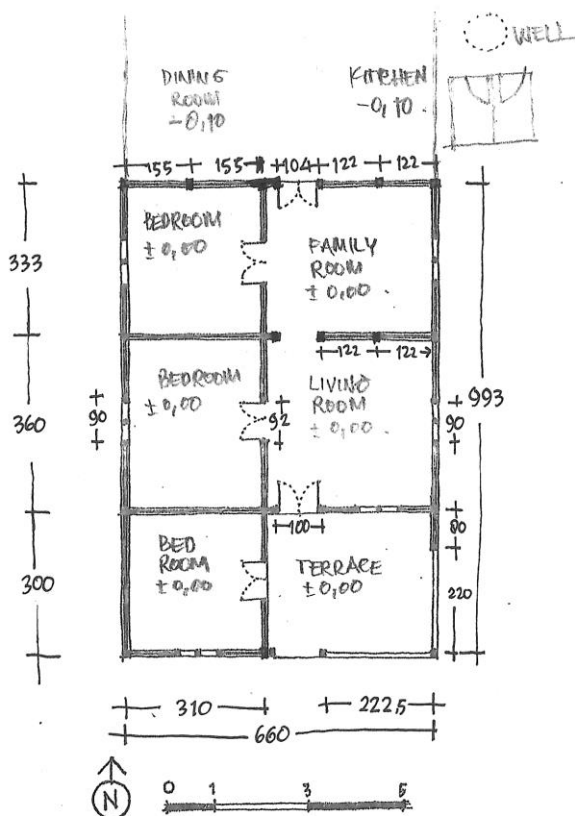 WELL
DINING
ROOM
-0,10
KITCHEN
-0,10.
155
155
104
122
122
BEDROOM
± 0,00
FAMILY
ROOM
± 0,00
333
122
122
BEDROOM
± 0,00
LIVING
ROOM
± 0,00
90
92
90
360
993
100
80
BED
ROOM
± 0,00
TERRACE
± 0,00
300
220
310
222,5
660
N
0
1
3
5